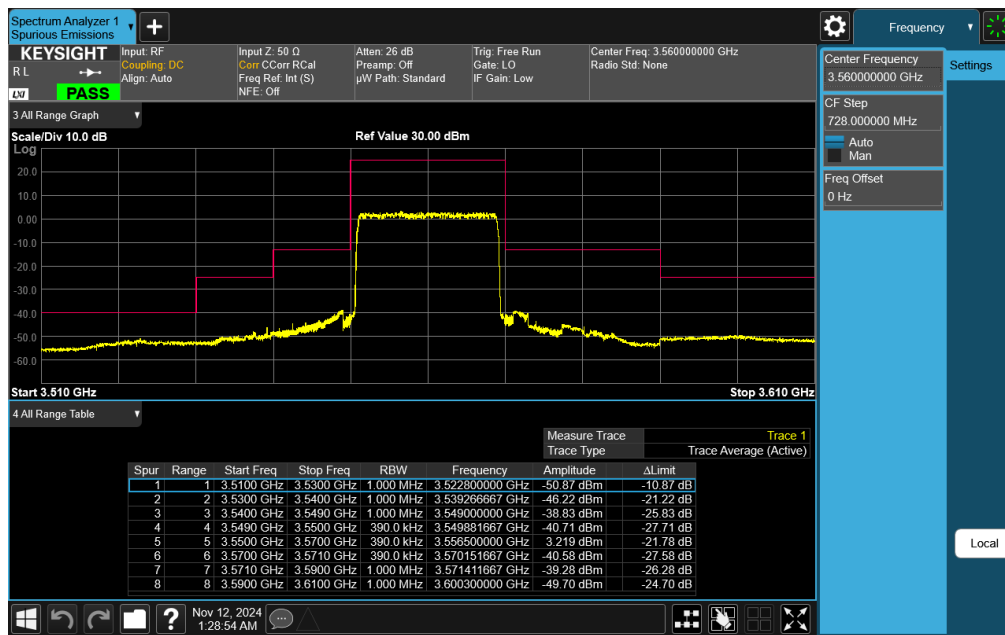 Spectrum Analyzer 1
Spurious Emissions
Frequency
KEYSIGHT Input: RF Input Z: 50 Ω Atten: 26 dB Trig: Free Run Center Freq: 3.560000000 GHz
R L Coupling: DC Corr CCorr RCal Preamp: Off Gate: LO Radio Std: None
Align: Auto Freq Ref: Int (S) µW Path: Standard IF Gain: Low
LXI PASS NFE: Off
Center Frequency
3.560000000 GHz
Settings
CF Step
728.000000 MHz
Auto
Man
Freq Offset
0 Hz
Local
3 All Range Graph
Scale/Div 10.0 dB Ref Value 30.00 dBm
Log
20.0
10.0
0.00
-10.0
-20.0
-30.0
-40.0
-50.0
-60.0
Start 3.510 GHz Stop 3.610 GHz
4 All Range Table
Measure Trace Trace 1
Trace Type Trace Average (Active)
Spur Range Start Freq Stop Freq RBW Frequency Amplitude ΔLimit
1 1 3.5100 GHz 3.5300 GHz 1.000 MHz 3.522800000 GHz -50.87 dBm -10.87 dB
2 2 3.5300 GHz 3.5400 GHz 1.000 MHz 3.539266667 GHz -46.22 dBm -21.22 dB
3 3 3.5400 GHz 3.5490 GHz 1.000 MHz 3.549000000 GHz -38.83 dBm -25.83 dB
4 4 3.5490 GHz 3.5500 GHz 390.0 kHz 3.549881667 GHz -40.71 dBm -27.71 dB
5 5 3.5500 GHz 3.5700 GHz 390.0 kHz 3.556500000 GHz 3.219 dBm -21.78 dB
6 6 3.5700 GHz 3.5710 GHz 390.0 kHz 3.570151667 GHz -40.58 dBm -27.58 dB
7 7 3.5710 GHz 3.5900 GHz 1.000 MHz 3.571411667 GHz -39.28 dBm -26.28 dB
8 8 3.5900 GHz 3.6100 GHz 1.000 MHz 3.600300000 GHz -49.70 dBm -24.70 dB
Nov 12, 2024
1:28:54 AM